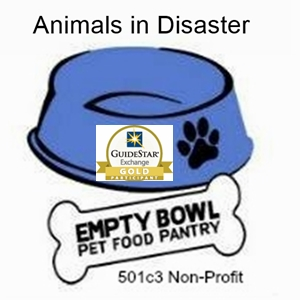 Animals in Disaster
GUIDESTAR
Exchange
GOLD
PARTICIPANT
EMPTY BOWL
PET FOOD PANTRY
501c3 Non-Profit